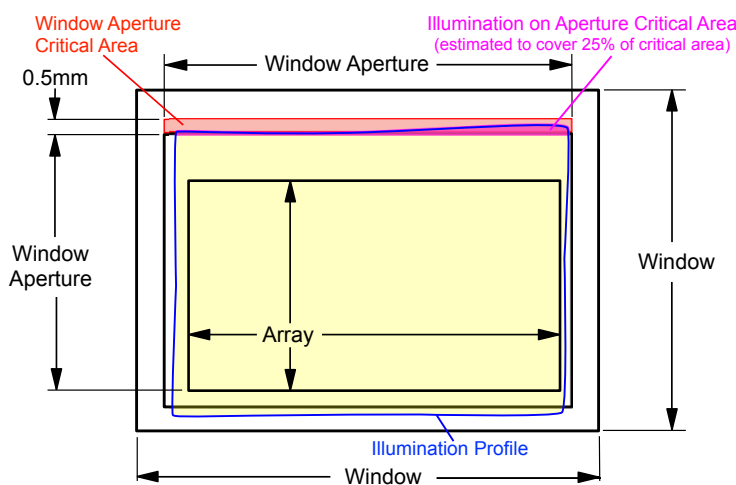 Window Aperture
Critical Area
Illumination on Aperture Critical Area
(estimated to cover 25% of critical area)
Window Aperture
0.5mm
Window
Aperture
Window
Array
Illumination Profile
Window